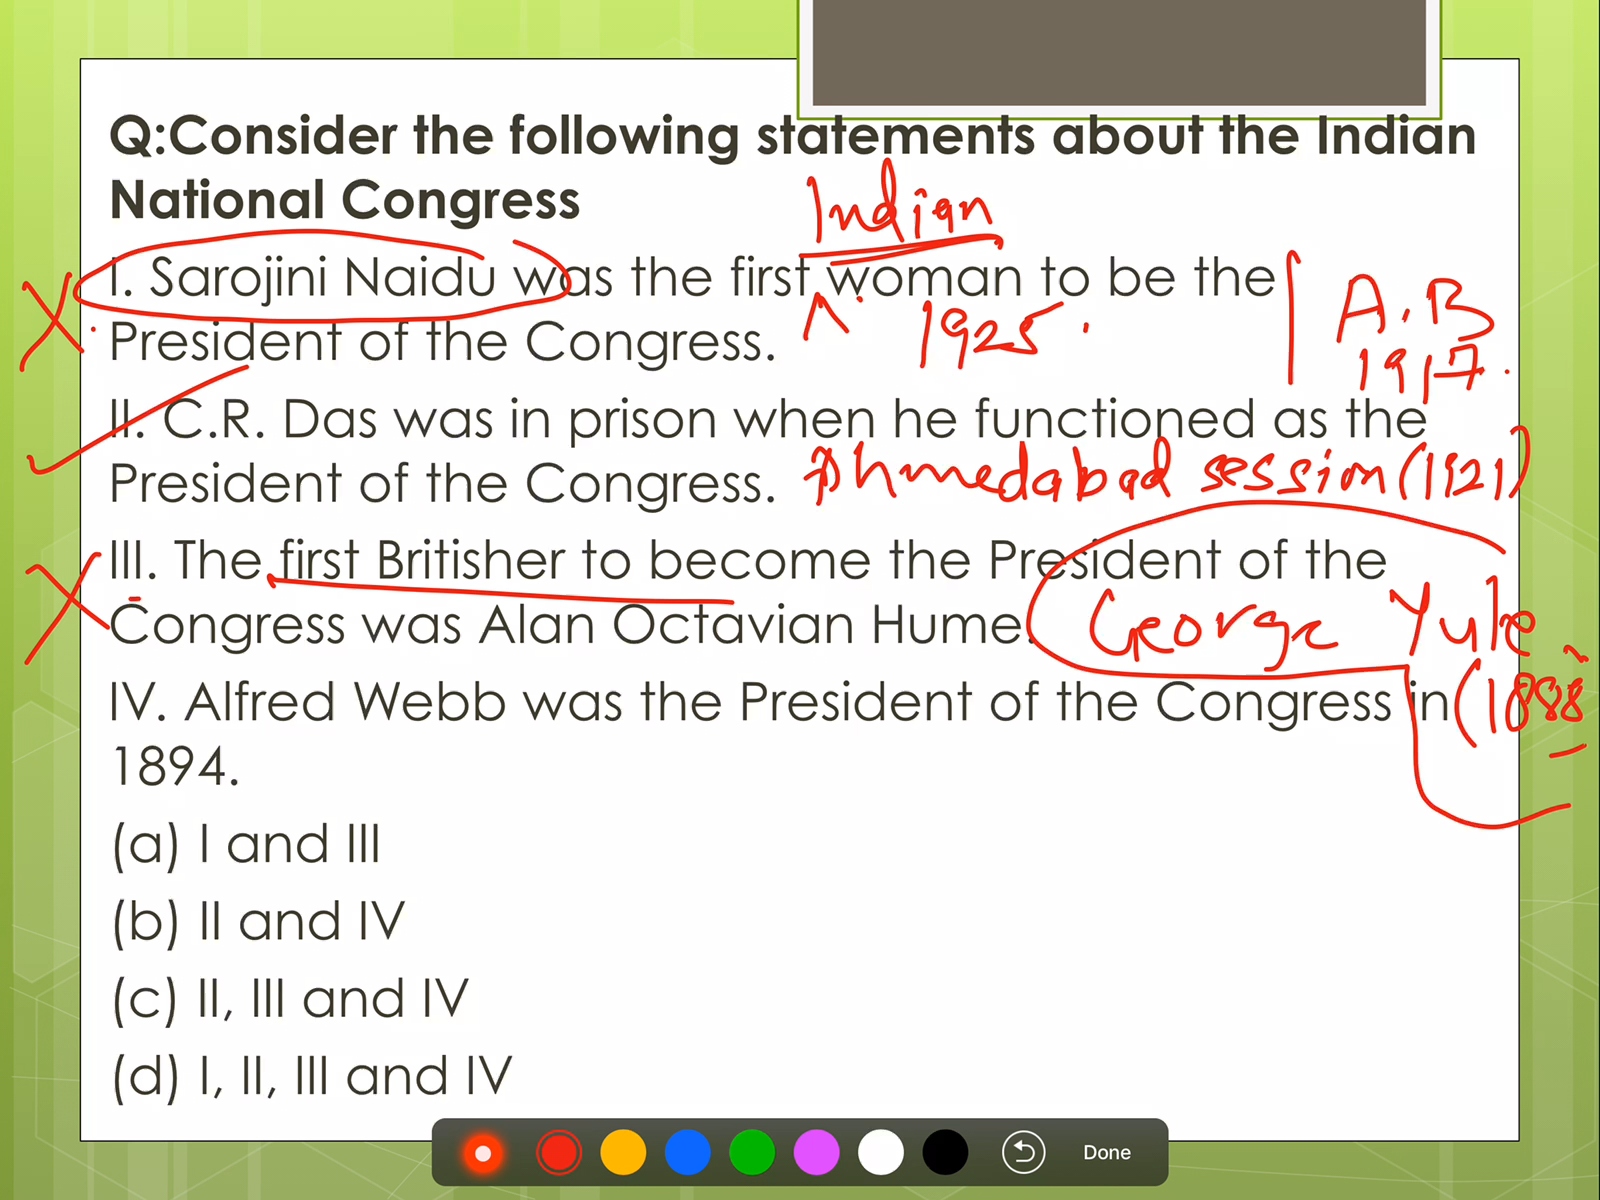 Q:Consider the following statements about the Indian
National Congress
Indian
I. Sarojini Naidu was the first woman to be the
President of the Congress.
1925.
A.B
1917.
II. C.R. Das was in prison when he functioned as the
President of the Congress. Ahmedabad session (1921)
III. The first Britisher to become the President of the
Congress was Alan Octavian Hume. George Yule
(1888
IV. Alfred Webb was the President of the Congress in
1894.
(a) I and III
(b) II and IV
(c) II, III and IV
(d) I, II, III and IV
Done